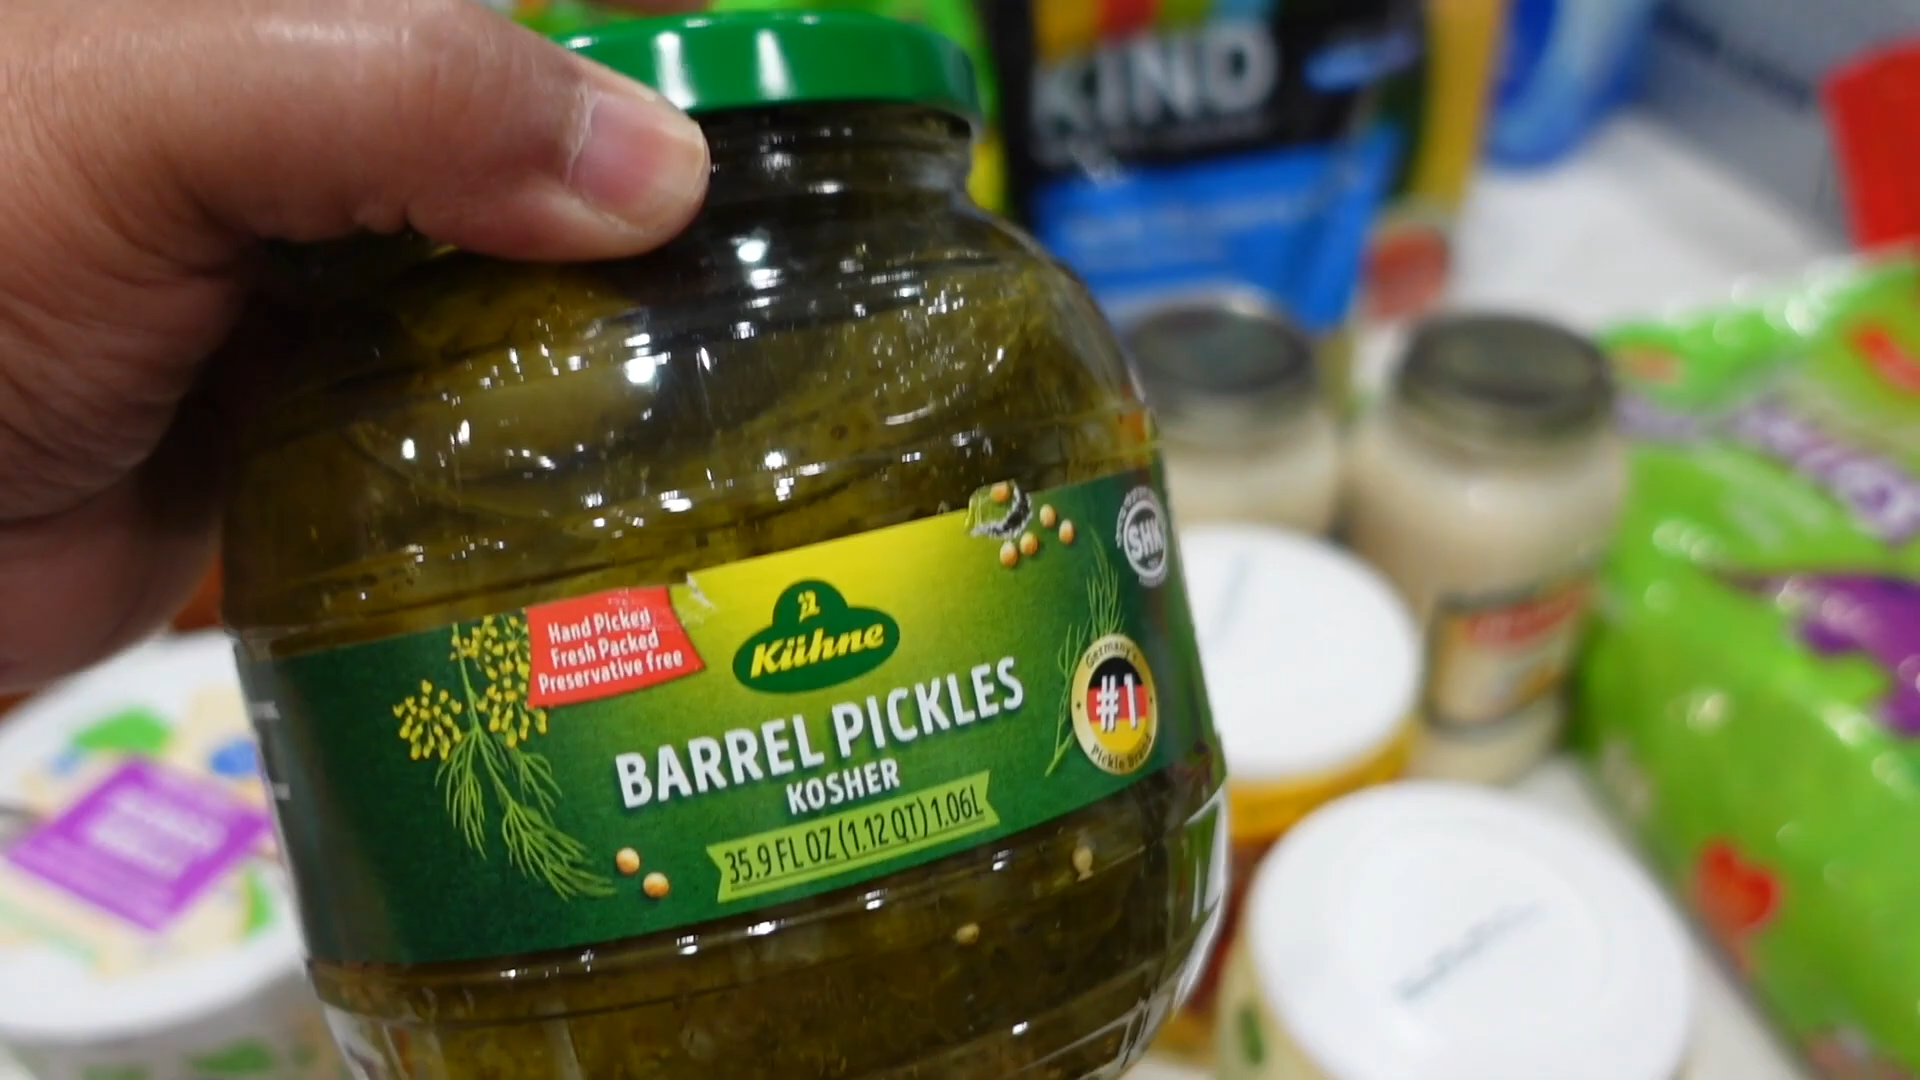 KIND
SHK
Hand Picked
Fresh Packed
Preservative free
Kühne
BARREL PICKLES
KOSHER
35.9 FL OZ (1.12 QT) 1.06L
Germany's
#1
Pickle Brand